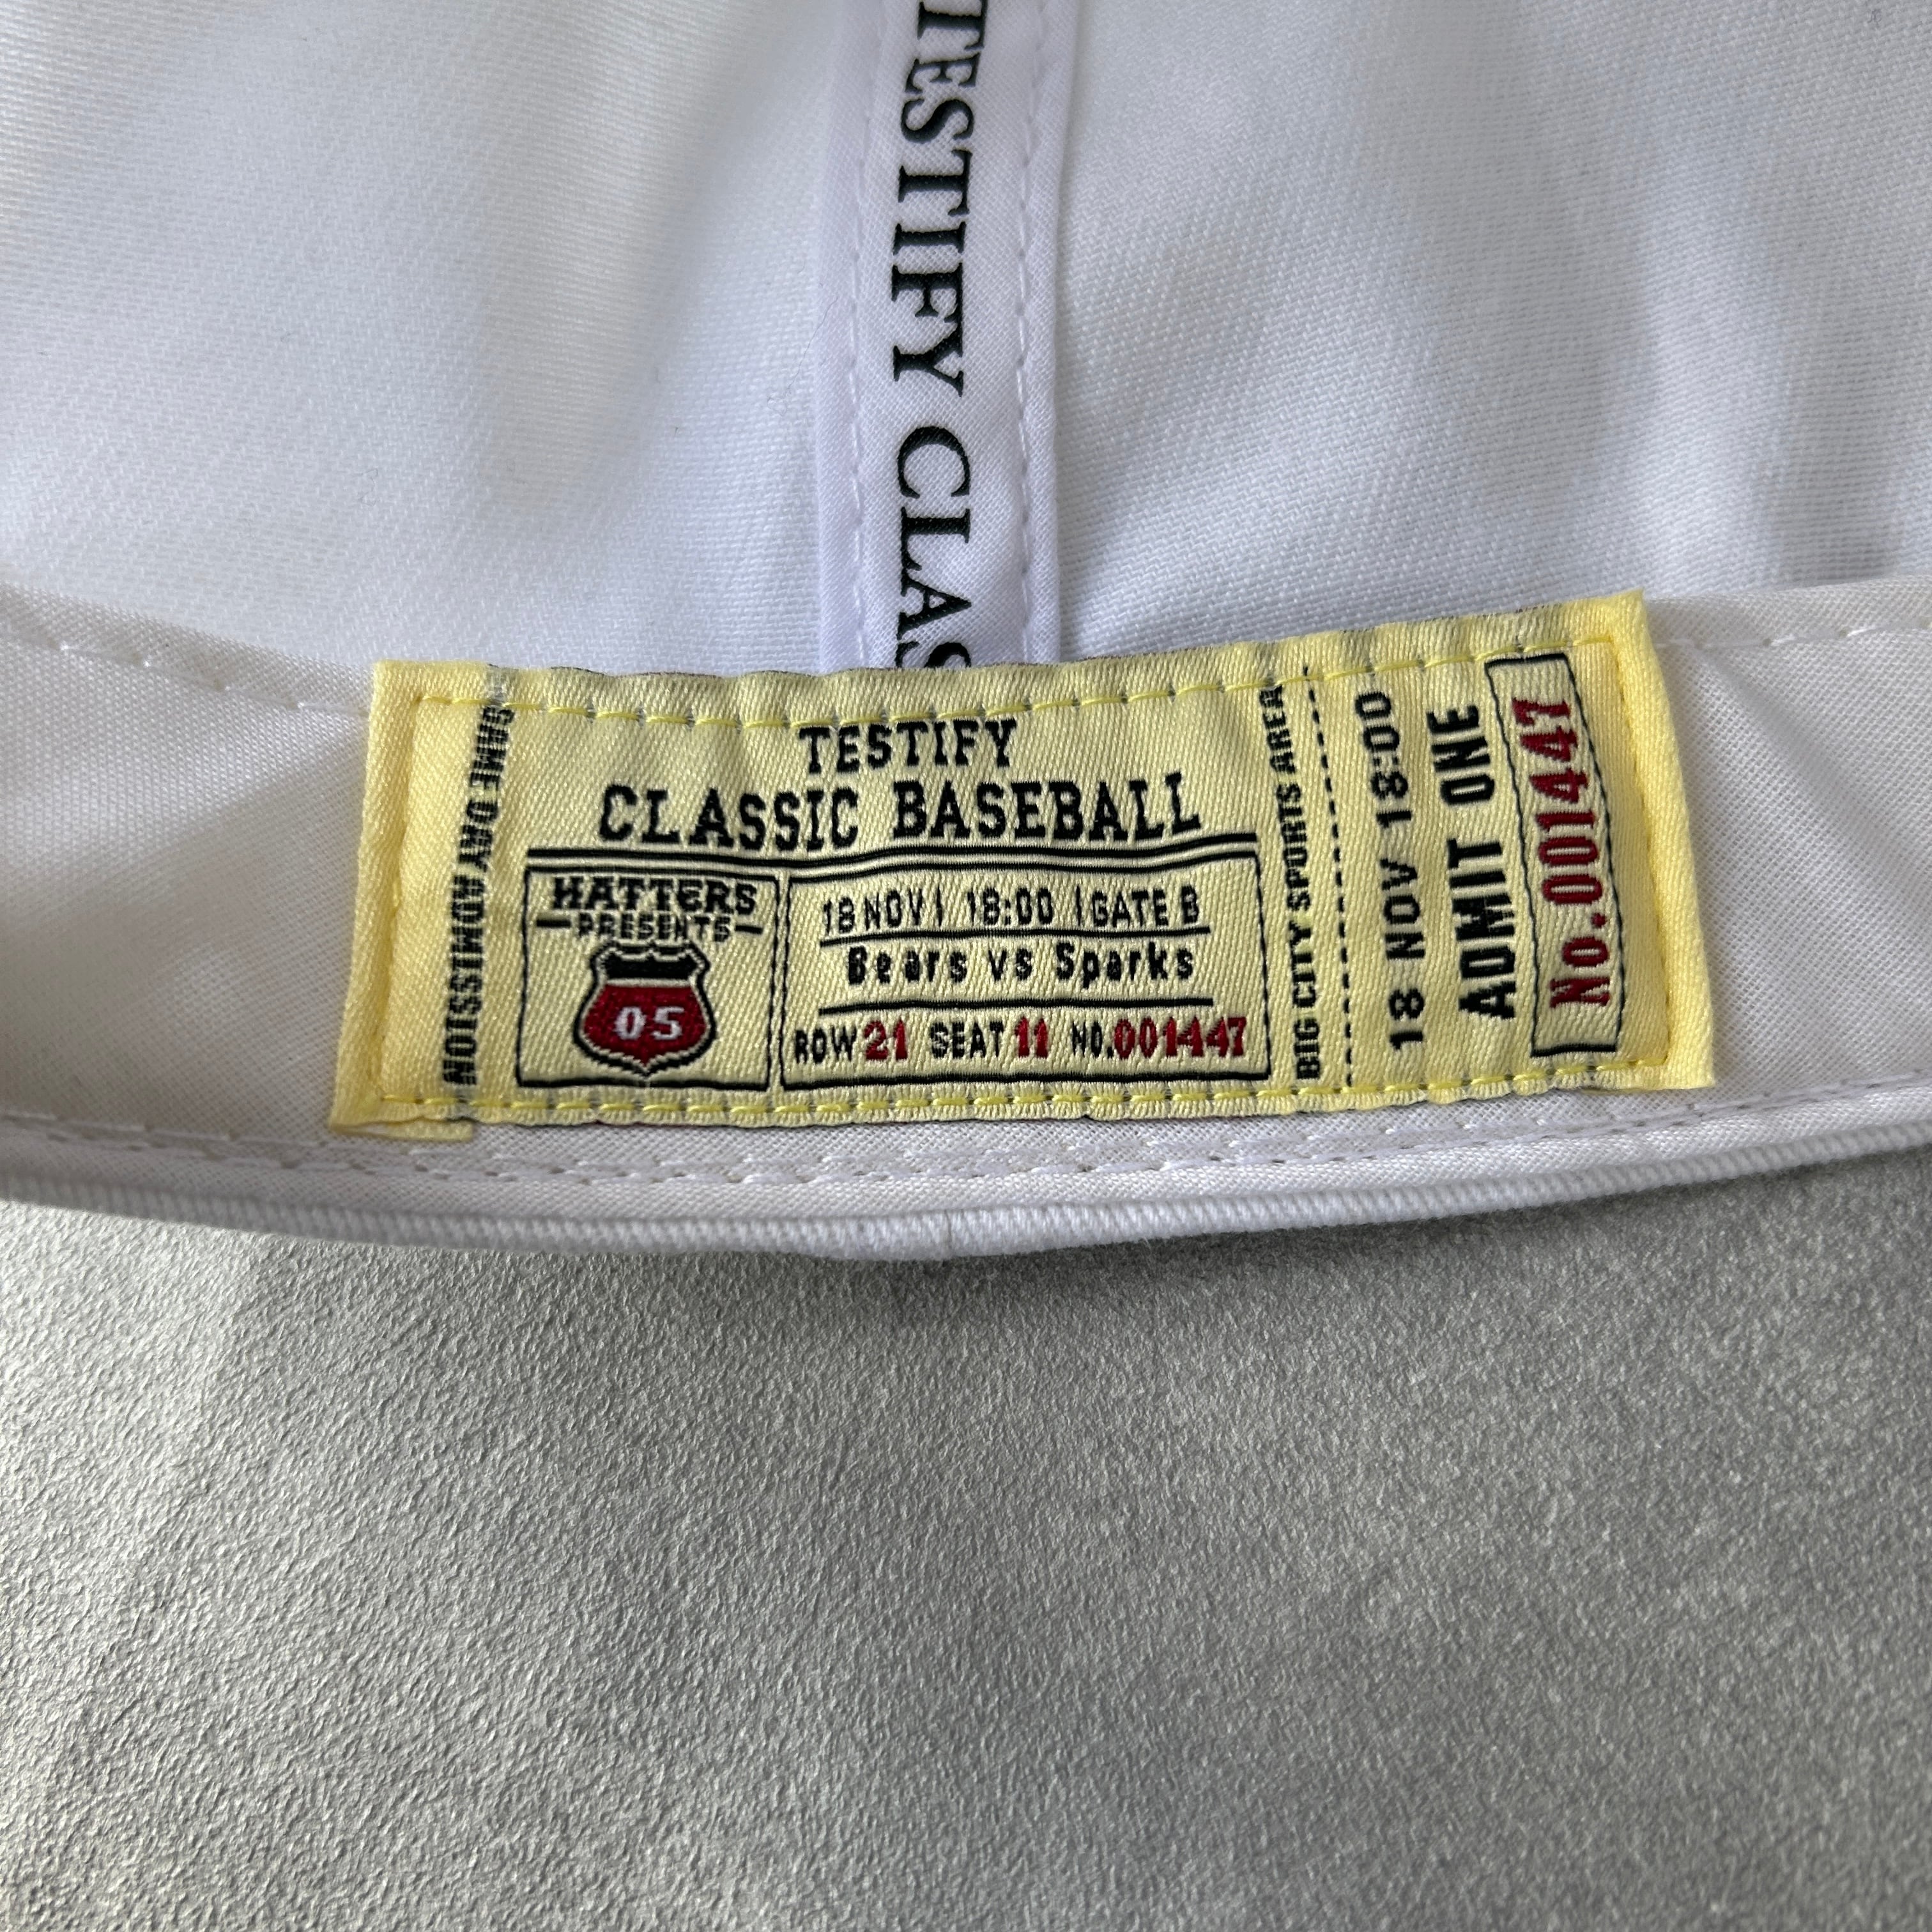 TESTIFY CLAS
GAME DAY ADMISSION
TESTIFY
CLASSIC BASEBALL
HATTERS
PRESENTS
05
18 NOV | 18:00 | GATE B
Bears vs Sparks
ROW 21 SEAT 11 NO.001447
BIG CITY SPORTS AREA
18 NOV 18:00
ADMIT ONE
No.001447